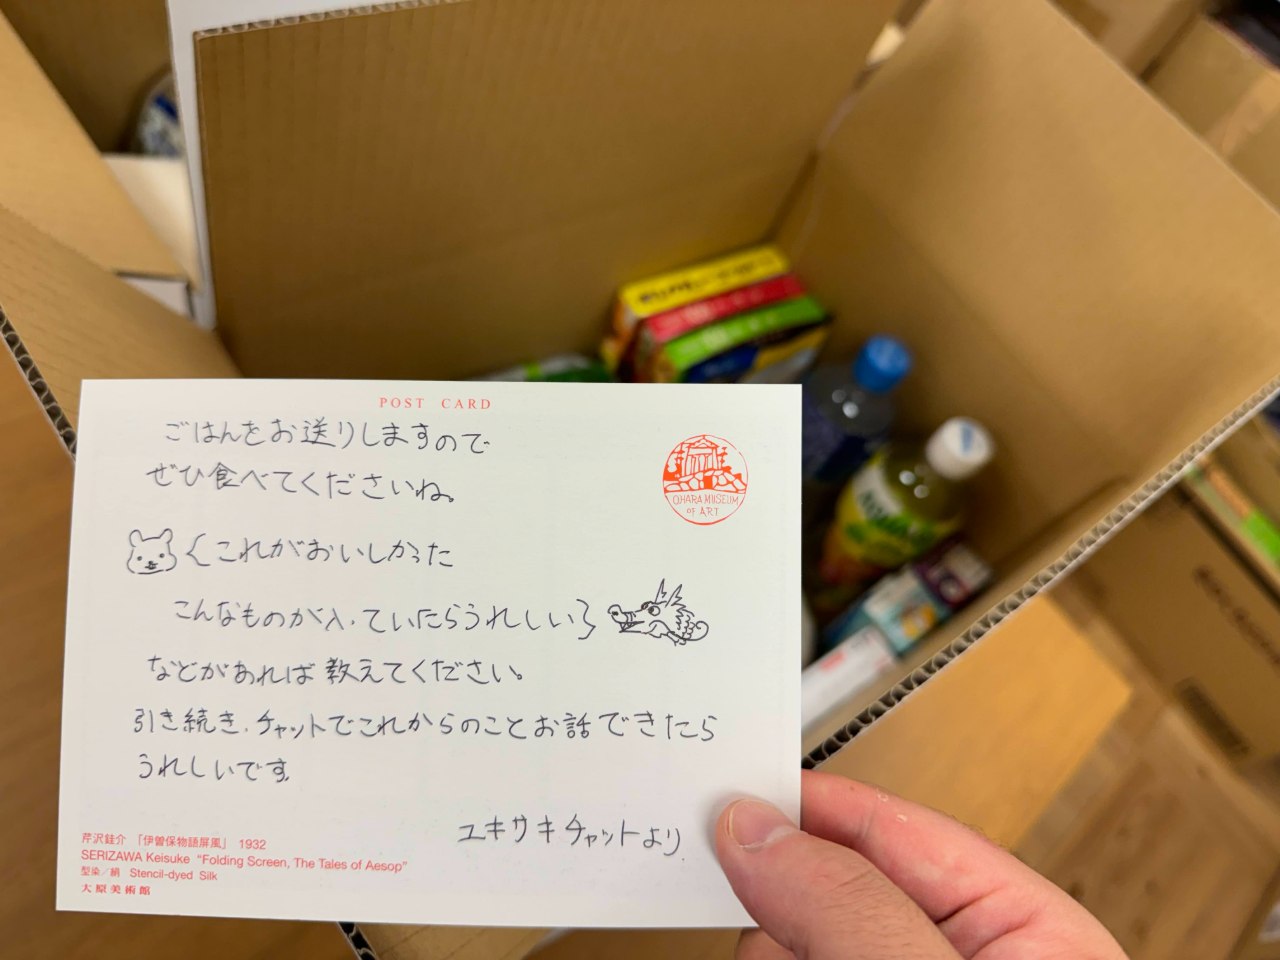 POST CARD
ごはんをお送りしますので
ぜひ食べてくださいね。
OHARA MUSEUM
OF ART
くこれがおいしかった
こんなものが入っていたらうれしい〉
などがあれば教えてください。
引き続き、チャットでこれからのことお話できたら
うれしいです。
ユキサキチャットより
芹沢銈介 「伊曽保物語屏風」 1932
SERIZAWA Keisuke “Folding Screen, The Tales of Aesop”
型染／絹 Stencil-dyed Silk
大原美術館